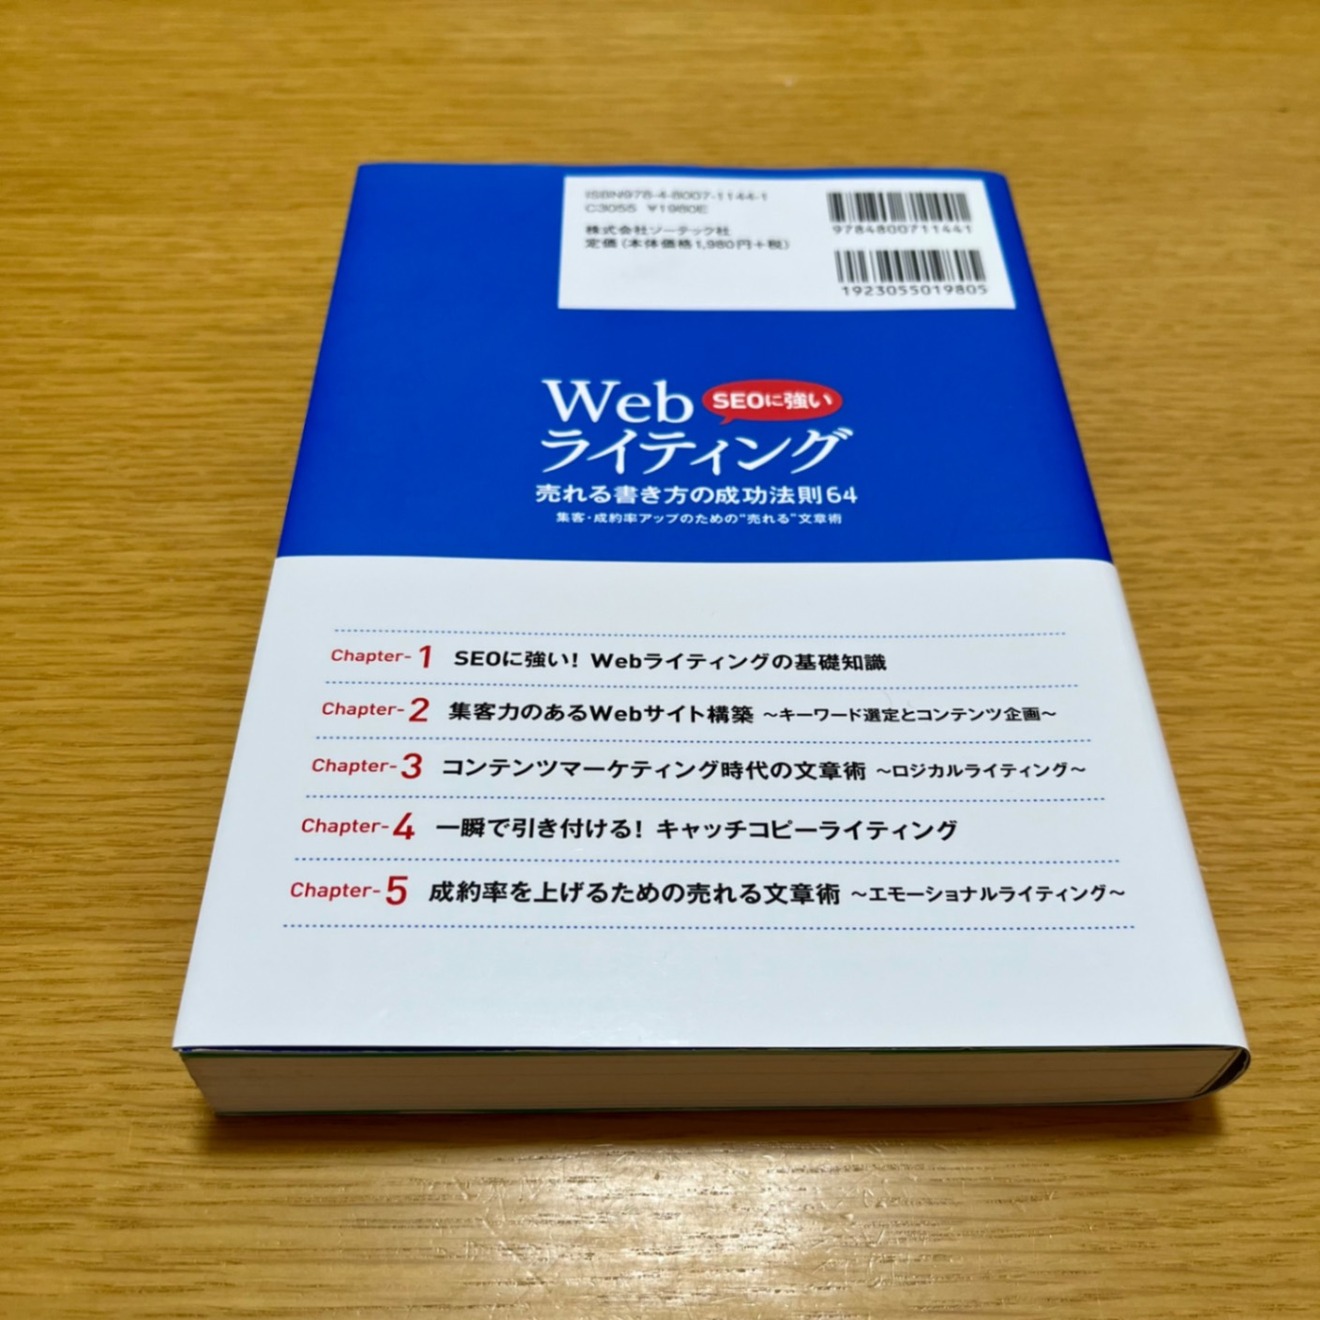 ISBN978-4-8007-1144-1
C3055 ¥1980E
株式会社ソーテック社
定価(本体価格1,980円+税)
9784800711441
1923055019805
Web SEOに強い
ライティング
売れる書き方の成功法則64
集客・成約率アップのための"売れる"文章術
Chapter-1 SEOに強い! Webライティングの基礎知識
Chapter-2 集客力のあるWebサイト構築 ～キーワード選定とコンテンツ企画～
Chapter-3 コンテンツマーケティング時代の文章術 ～ロジカルライティング～
Chapter-4 一瞬で引き付ける! キャッチコピーライティング
Chapter-5 成約率を上げるための売れる文章術 ～エモーショナルライティング～